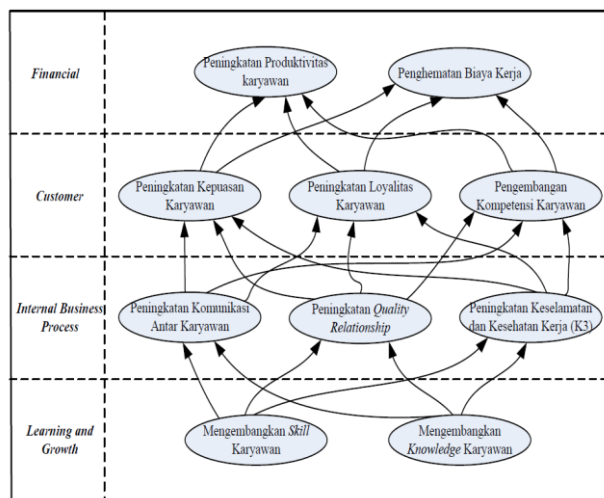 Financial
Peningkatan Produktivitas
karyawan
Penghematan Biaya Kerja
Customer
Peningkatan Kepuasan
Karyawan
Peningkatan Loyalitas
Karyawan
Pengembangan
Kompetensi Karyawan
Internal Business
Process
Peningkatan Komunikasi
Antar Karyawan
Peningkatan Quality
Relationship
Peningkatan Keselamatan
dan Kesehatan Kerja (K3)
Learning and
Growth
Mengembangkan Skill
Karyawan
Mengembangkan
Knowledge Karyawan